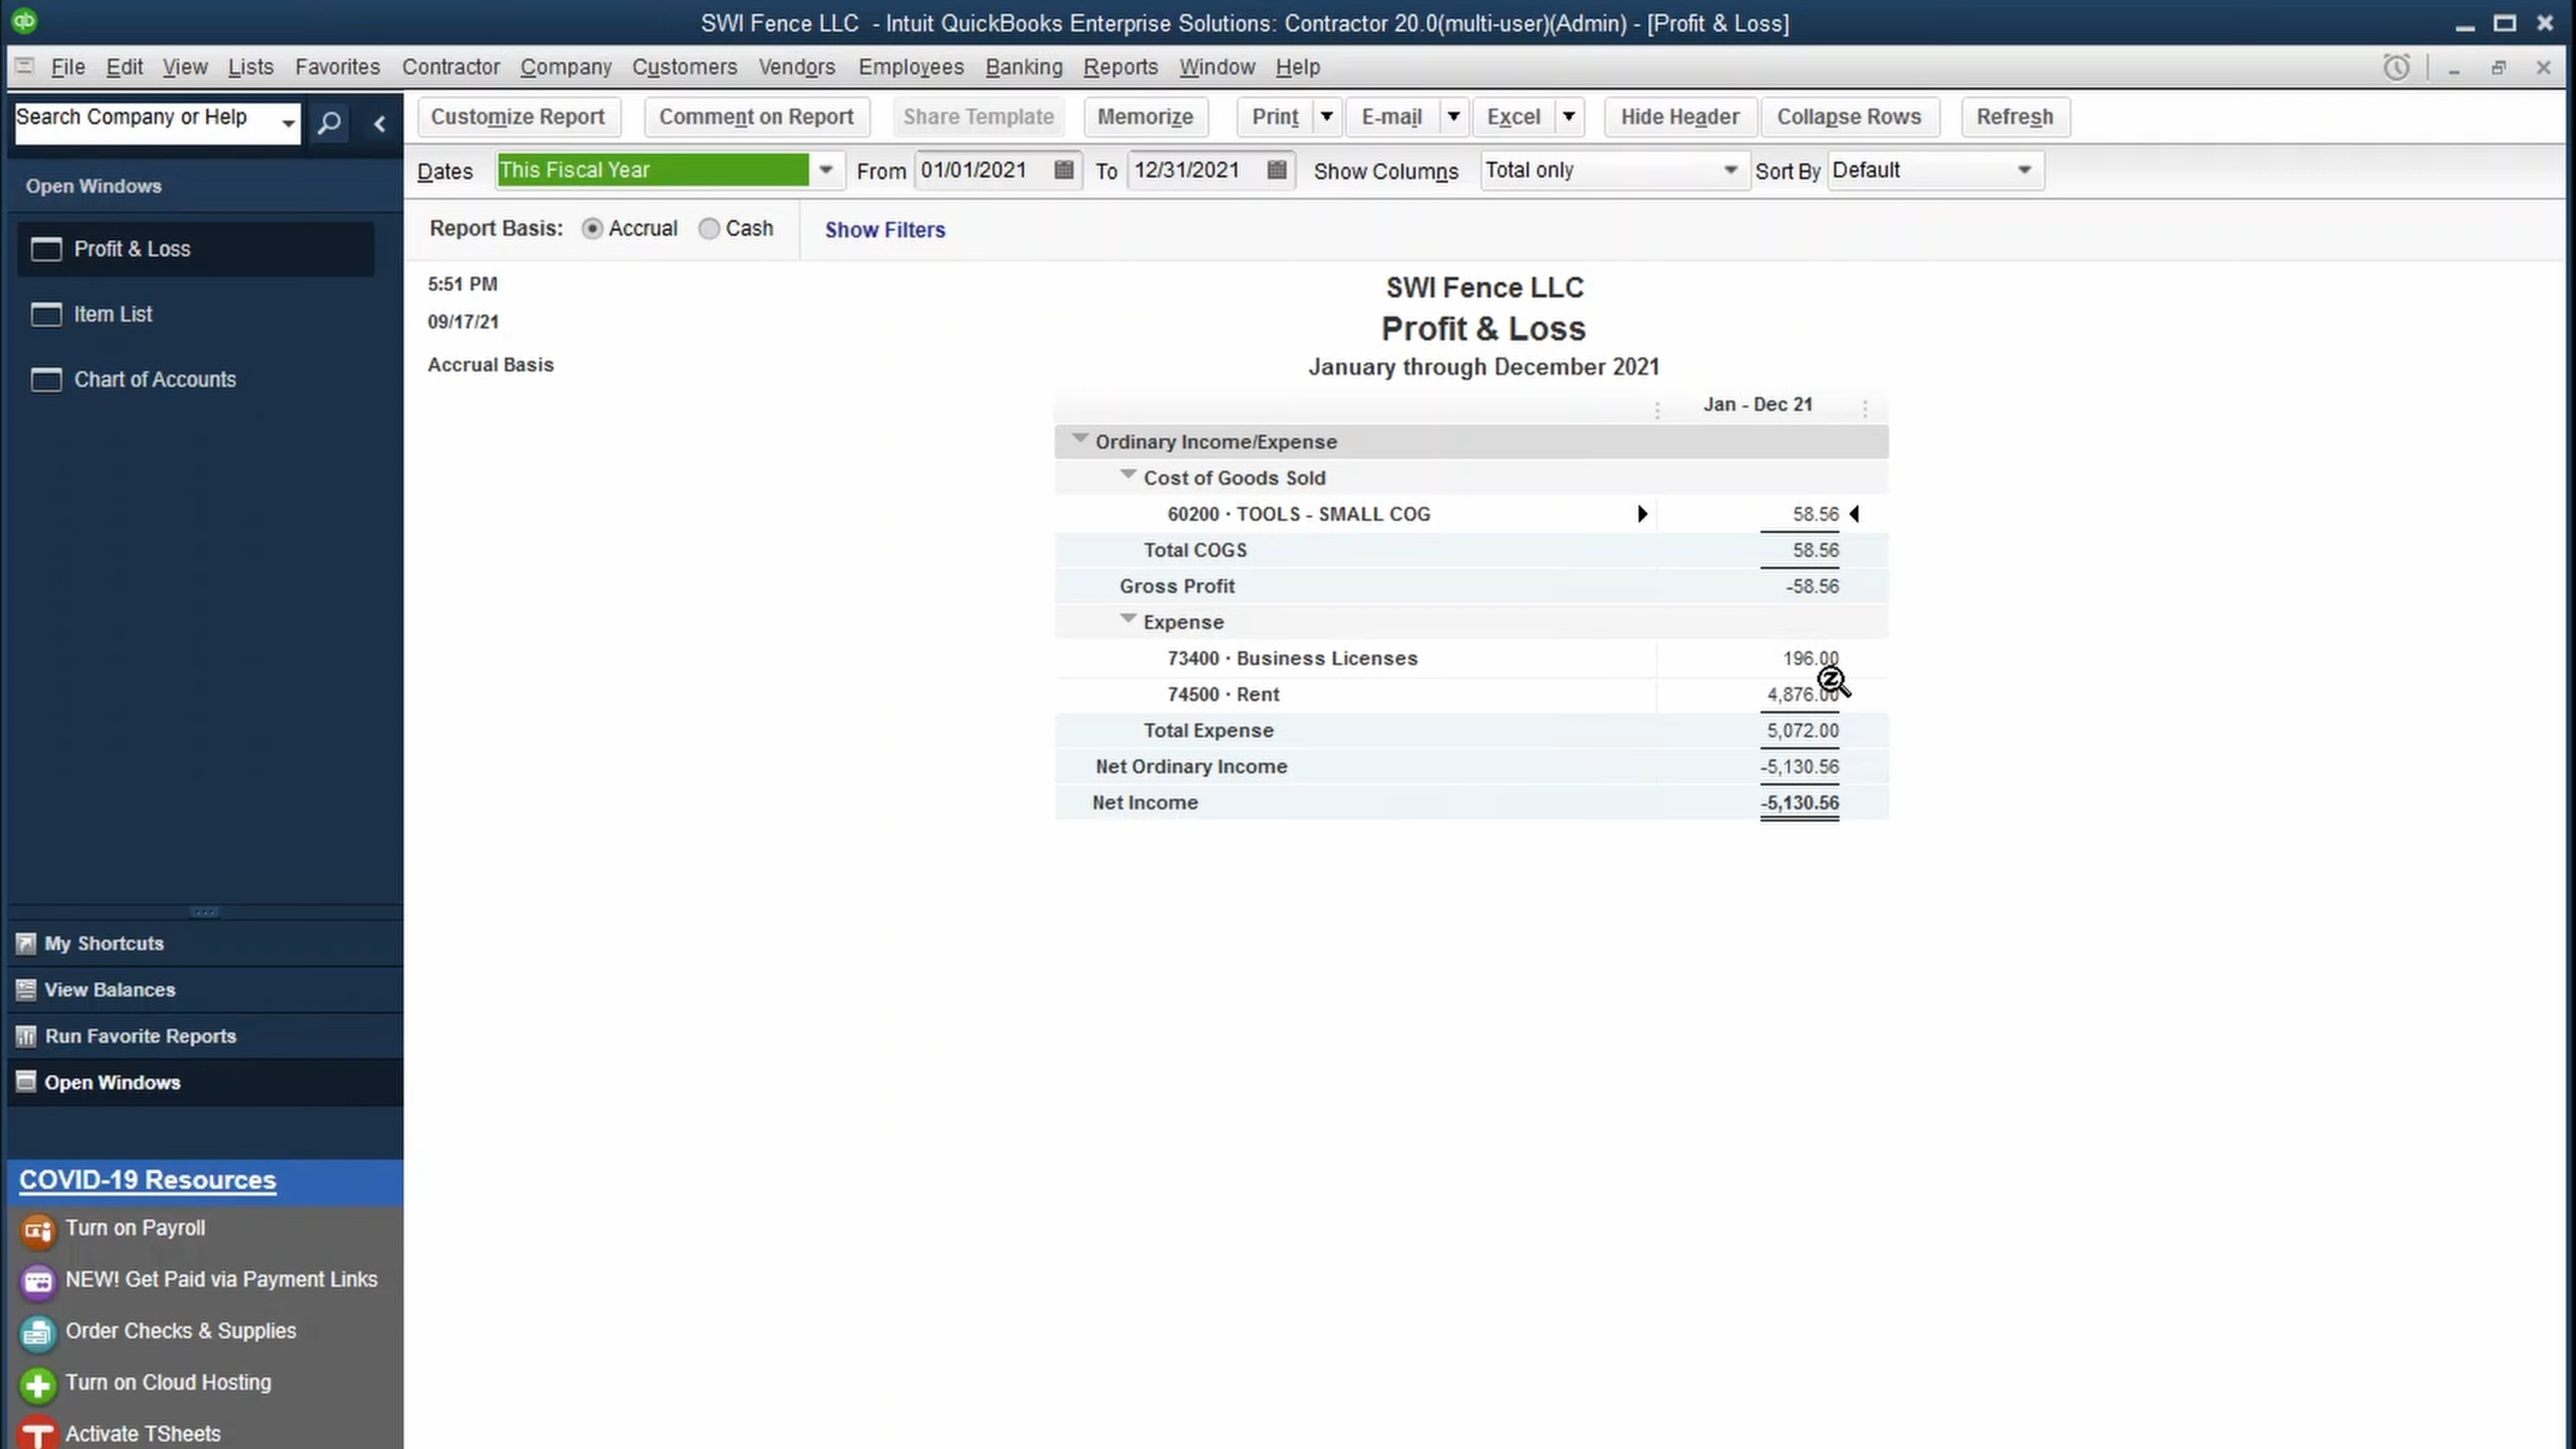 qb SWI Fence LLC - Intuit QuickBooks Enterprise Solutions: Contractor 20.0(multi-user)(Admin) - [Profit & Loss]
File Edit View Lists Favorites Contractor Company Customers Vendors Employees Banking Reports Window Help
Search Company or Help
Customize Report Comment on Report Share Template Memorize Print E-mail Excel Hide Header Collapse Rows Refresh
Dates This Fiscal Year From 01/01/2021 To 12/31/2021 Show Columns Total only Sort By Default
Report Basis: Accrual Cash Show Filters
Open Windows
Profit & Loss
Item List
Chart of Accounts
5:51 PM
09/17/21
Accrual Basis
SWI Fence LLC
Profit & Loss
January through December 2021
Jan - Dec 21
Ordinary Income/Expense
Cost of Goods Sold
60200 · TOOLS - SMALL COG 58.56
Total COGS 58.56
Gross Profit -58.56
Expense
73400 · Business Licenses 196.00
74500 · Rent 4,876.00
Total Expense 5,072.00
Net Ordinary Income -5,130.56
Net Income -5,130.56
My Shortcuts
View Balances
Run Favorite Reports
Open Windows
COVID-19 Resources
Turn on Payroll
NEW! Get Paid via Payment Links
Order Checks & Supplies
Turn on Cloud Hosting
Activate TSheets